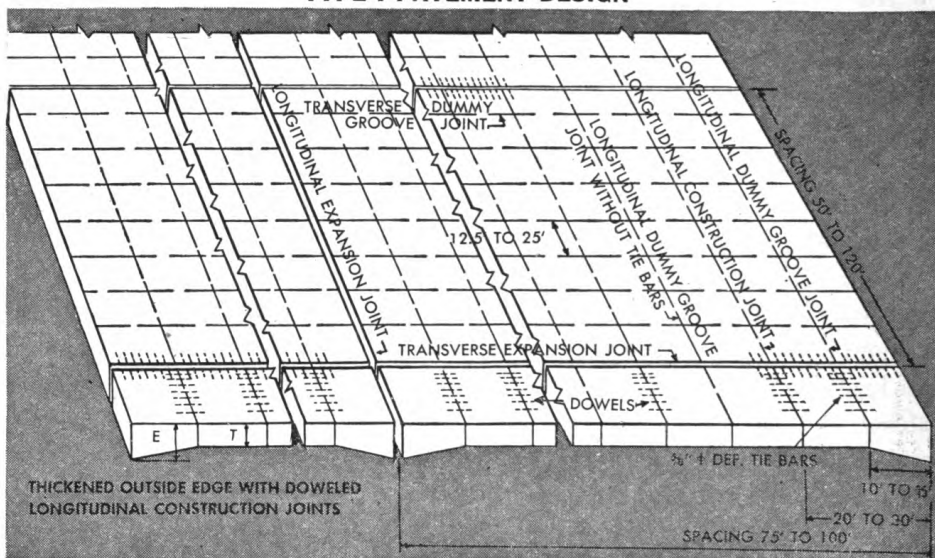 PAVEMENT DESIGN
TRANSVERSE DUMMY
GROOVE JOINT
LONGITUDINAL EXPANSION JOINT
12.5' TO 25'
LONGITUDINAL DUMMY GROOVE
JOINT WITHOUT TIE BARS
LONGITUDINAL CONSTRUCTION JOINT
LONGITUDINAL DUMMY GROOVE JOINT
SPACING 50' TO 120'
TRANSVERSE EXPANSION JOINT
DOWELS
E
T
DEF. TIE BARS
THICKENED OUTSIDE EDGE WITH DOWELED
LONGITUDINAL CONSTRUCTION JOINTS
10' TO 15'
20' TO 30'
SPACING 75' TO 100'